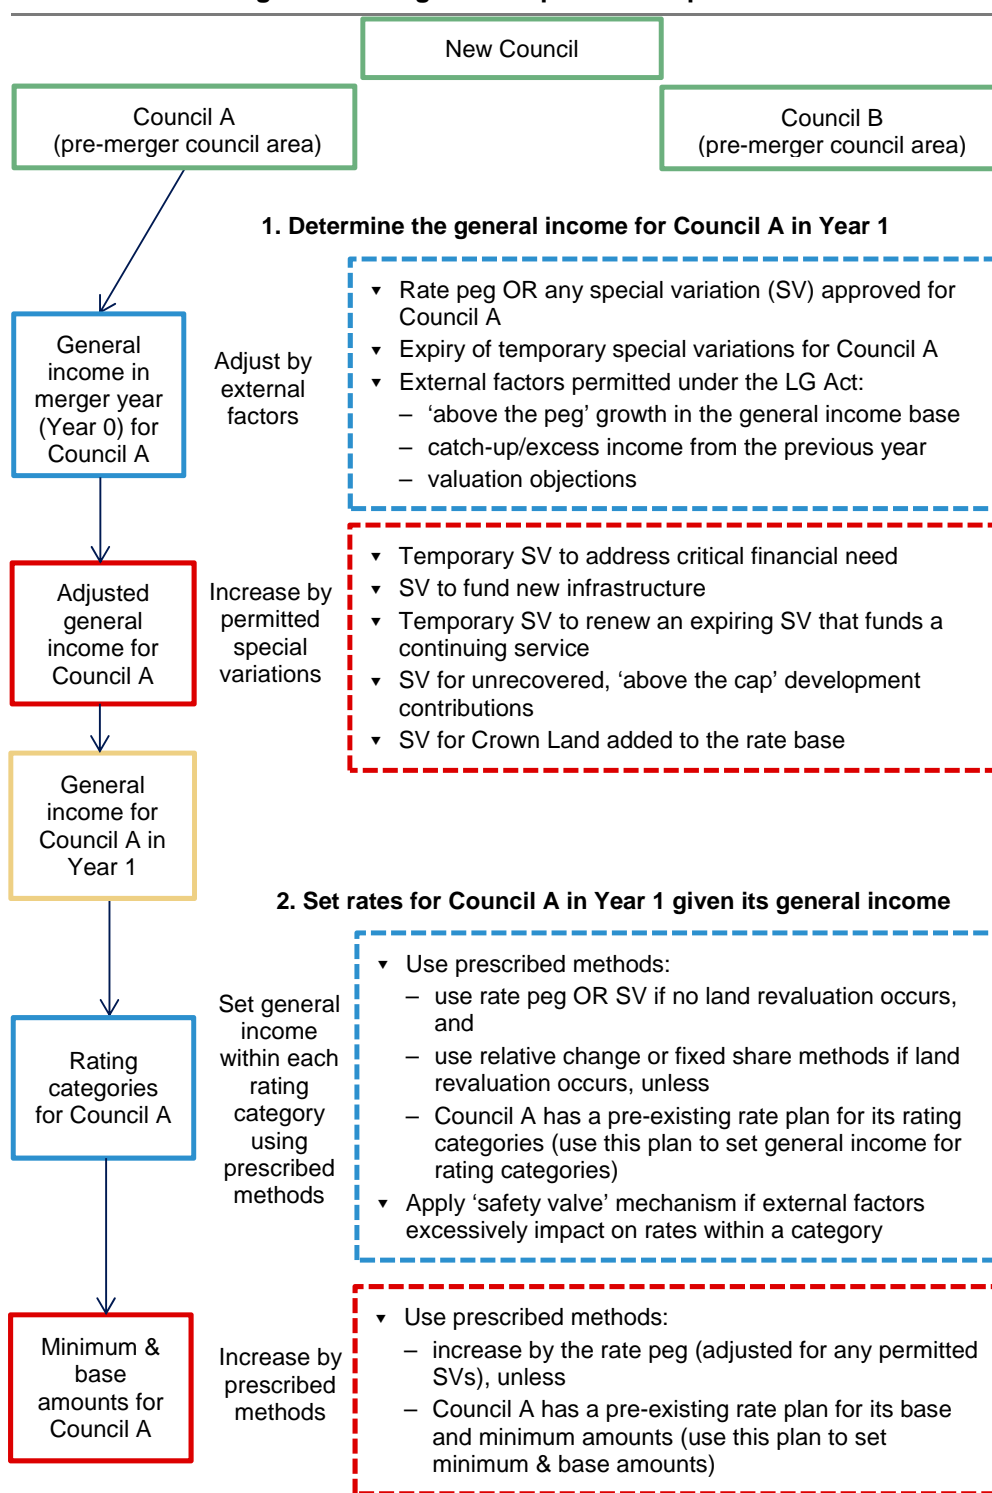 New Council
Council A
(pre-merger council area)
Council B
(pre-merger council area)
1. Determine the general income for Council A in Year 1
General
income in
merger year
(Year 0) for
Council A
Adjust by
external
factors
▾ Rate peg OR any special variation (SV) approved for
Council A
▾ Expiry of temporary special variations for Council A
▾ External factors permitted under the LG Act:
– ‘above the peg’ growth in the general income base
– catch-up/excess income from the previous year
– valuation objections
Adjusted
general
income for
Council A
Increase by
permitted
special
variations
▾ Temporary SV to address critical financial need
▾ SV to fund new infrastructure
▾ Temporary SV to renew an expiring SV that funds a
continuing service
▾ SV for unrecovered, ‘above the cap’ development
contributions
▾ SV for Crown Land added to the rate base
General
income for
Council A in
Year 1
2. Set rates for Council A in Year 1 given its general income
Rating
categories
for Council A
Set general
income
within each
rating
category
using
prescribed
methods
▾ Use prescribed methods:
– use rate peg OR SV if no land revaluation occurs,
and
– use relative change or fixed share methods if land
revaluation occurs, unless
– Council A has a pre-existing rate plan for its rating
categories (use this plan to set general income for
rating categories)
▾ Apply ‘safety valve’ mechanism if external factors
excessively impact on rates within a category
Minimum &
base
amounts for
Council A
Increase by
prescribed
methods
▾ Use prescribed methods:
– increase by the rate peg (adjusted for any permitted
SVs), unless
– Council A has a pre-existing rate plan for its base
and minimum amounts (use this plan to set
minimum & base amounts)